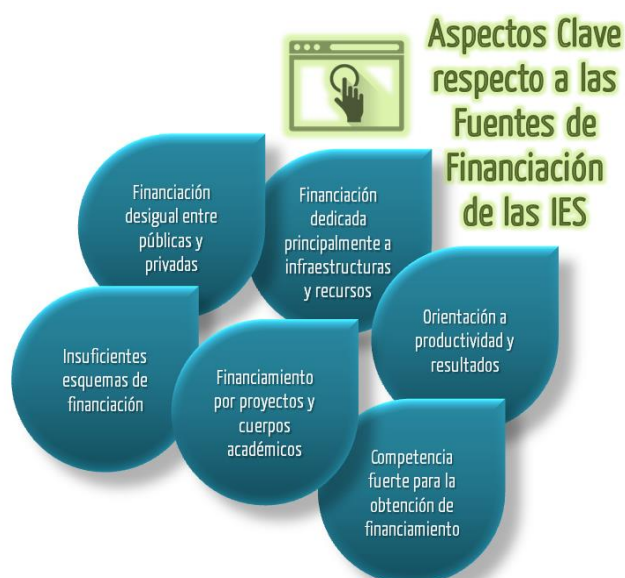 Aspectos Clave
respecto a las
Fuentes de
Financiación
de las IES
Financiación
desigual entre
públicas y
privadas
Financiación
dedicada
principalmente a
infraestructuras
y recursos
Orientación a
productividad y
resultados
Insuficientes
esquemas de
financiación
Financiamiento
por proyectos y
cuerpos
académicos
Competencia
fuerte para la
obtención de
financiamiento